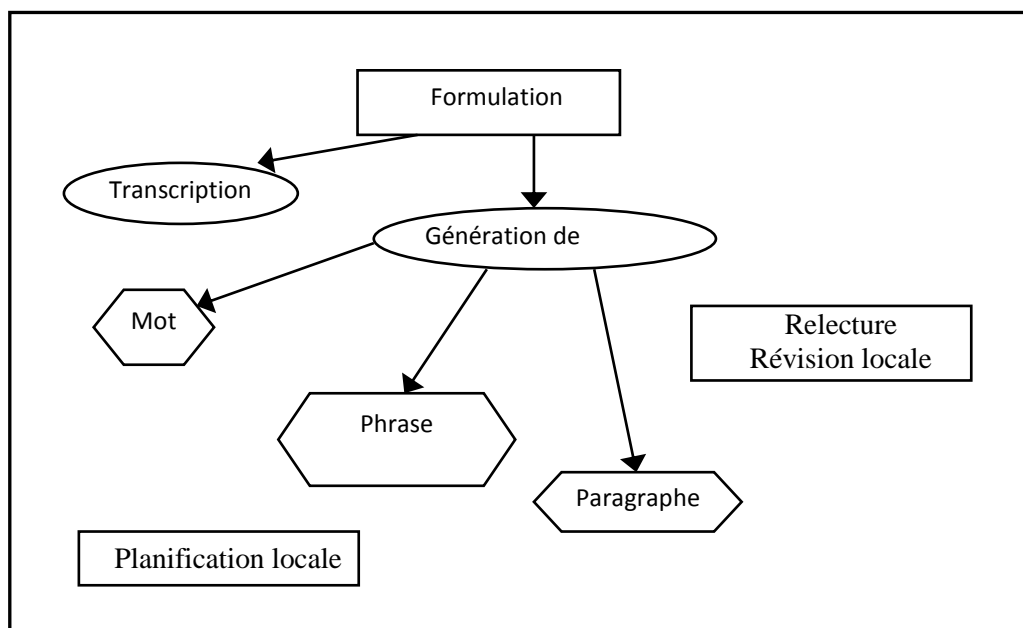 Formulation
Transcription
Génération de
Mot
Relecture
Révision locale
Phrase
Paragraphe
Planification locale